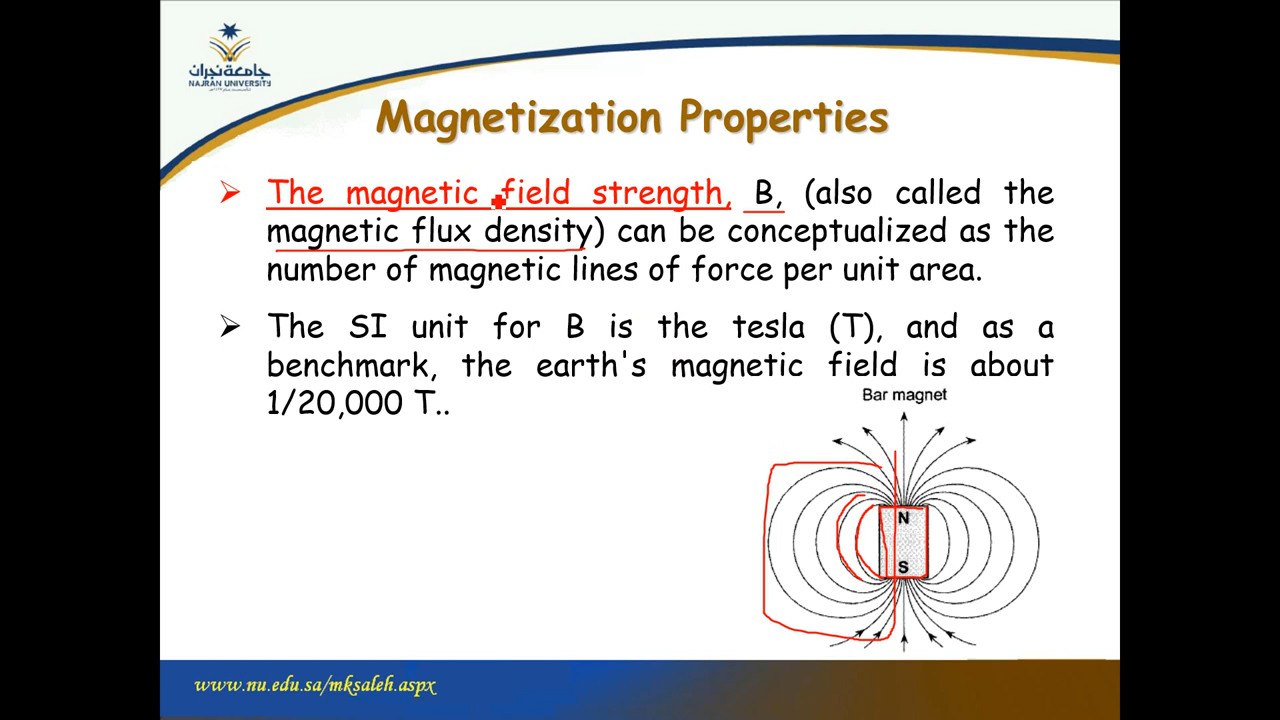 جامعة نجران
NAJRAN UNIVERSITY
Magnetization Properties
The magnetic field strength, B, (also called the
magnetic flux density) can be conceptualized as the
number of magnetic lines of force per unit area.
The SI unit for B is the tesla (T), and as a
benchmark, the earth's magnetic field is about
1/20,000 T..
Bar magnet
N
S
www.nu.edu.sa/mksaleh.aspx